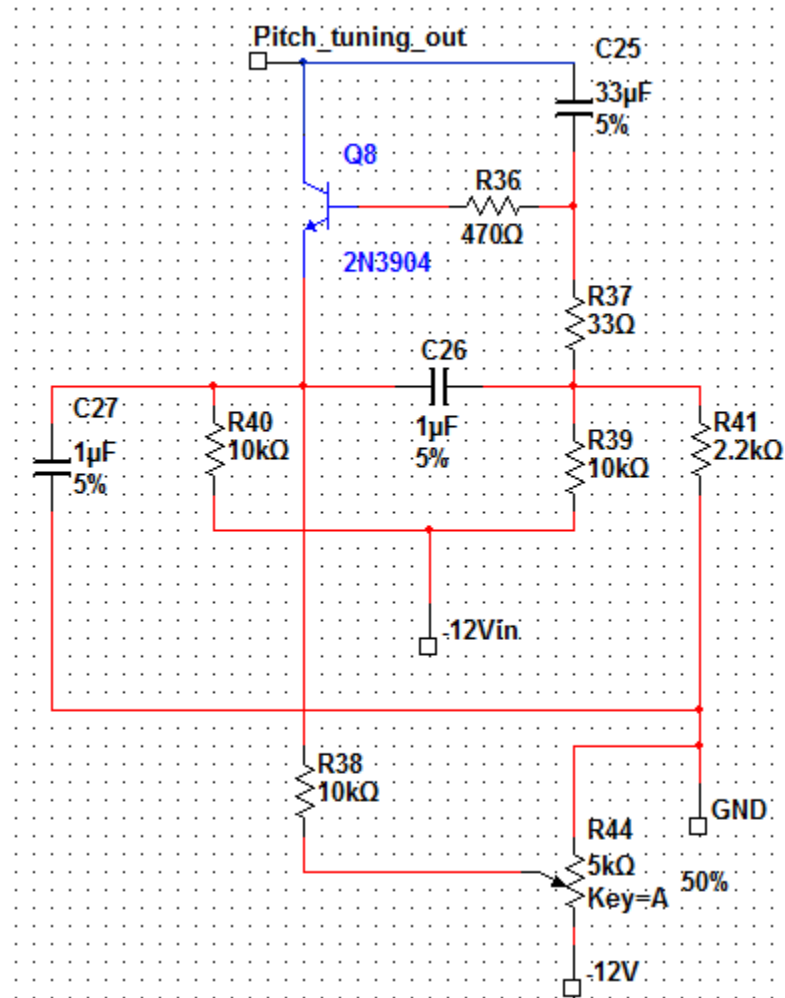 Pitch_tuning_out
C25
33µF
5%
Q8
2N3904
R36
470Ω
R37
33Ω
C26
1µF
5%
C27
1µF
5%
R40
10kΩ
R39
10kΩ
R41
2.2kΩ
-12Vin
R38
10kΩ
GND
R44
5kΩ
Key=A
50%
-12V